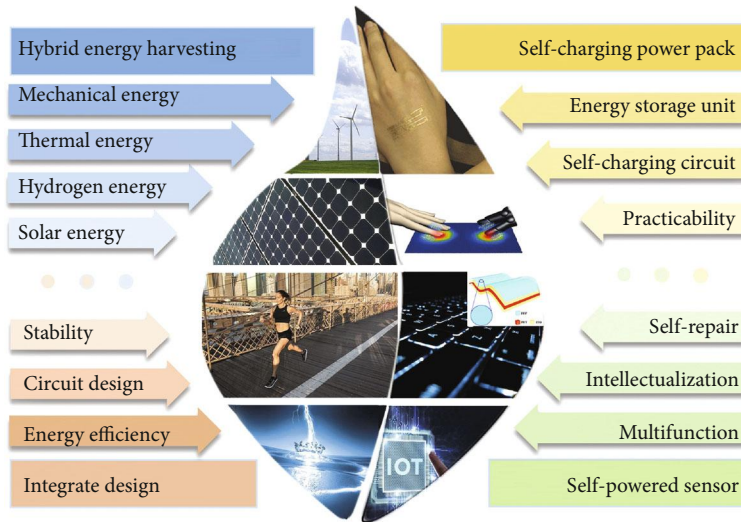 Hybrid energy harvesting
Mechanical energy
Thermal energy
Hydrogen energy
Solar energy
Stability
Circuit design
Energy efficiency
Integrate design
Self-charging power pack
Energy storage unit
Self-charging circuit
Practicability
Self-repair
Intellectualization
Multifunction
Self-powered sensor
IOT